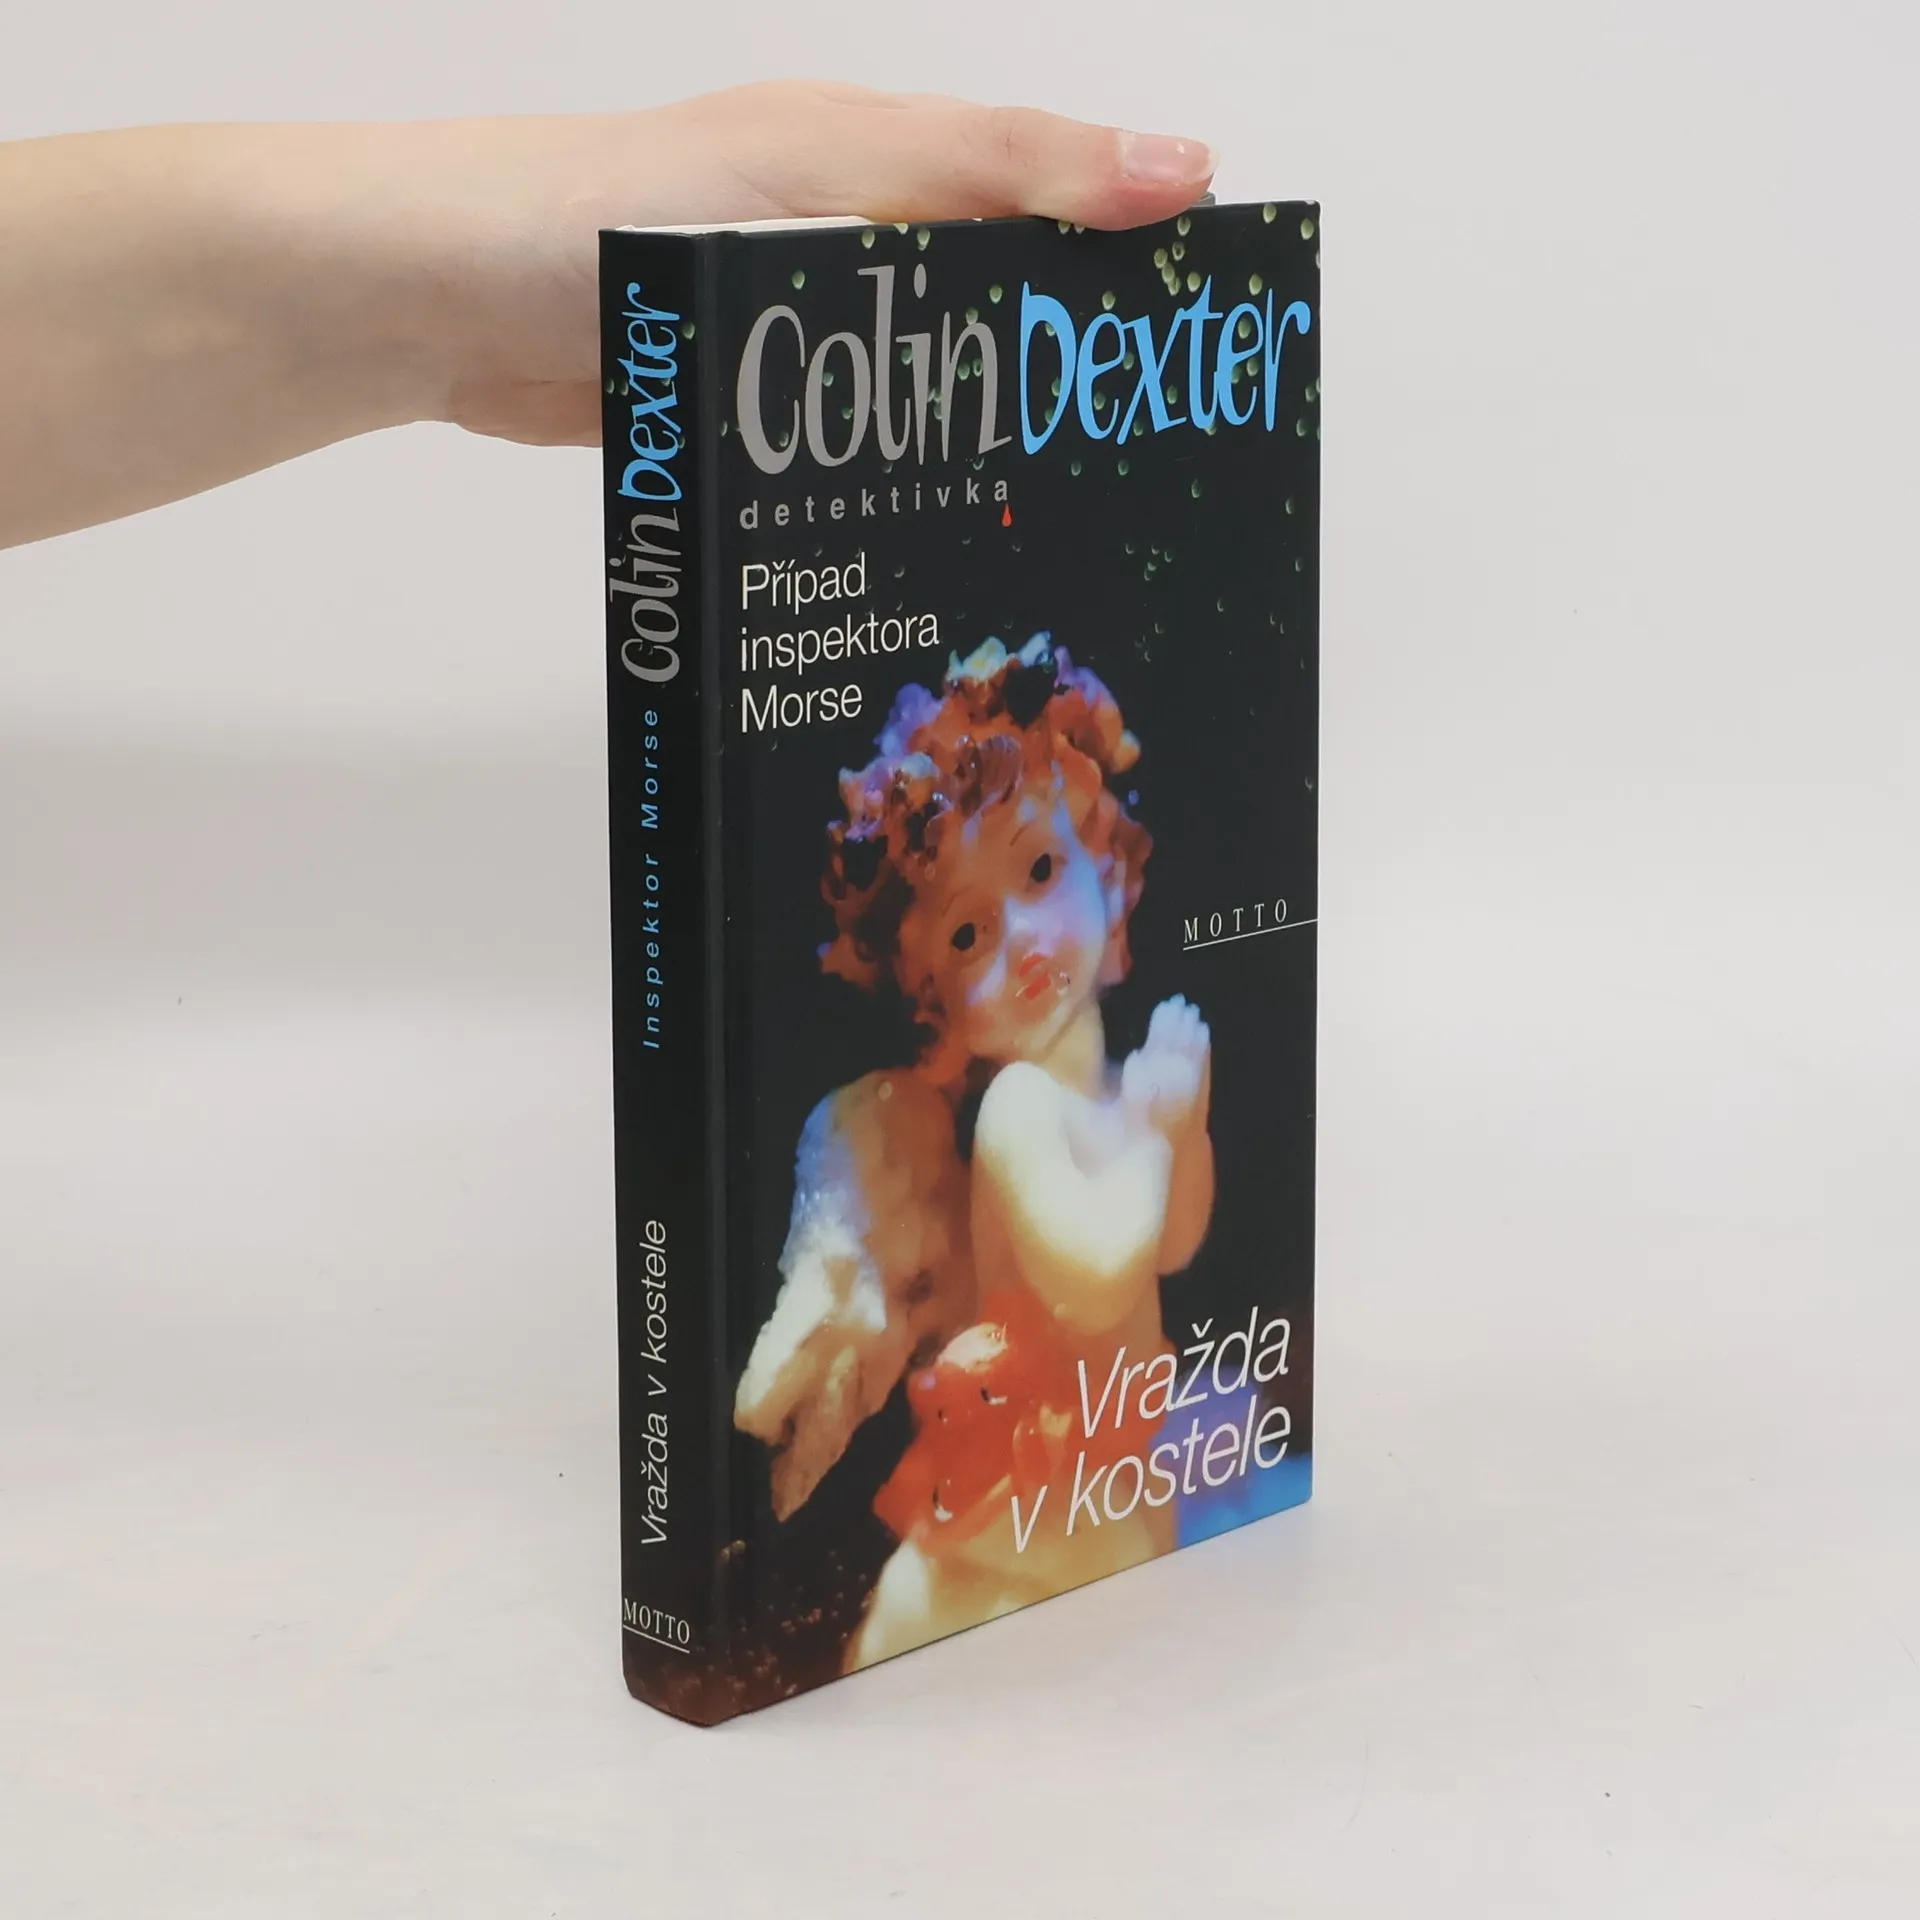 Colin Dexter
detektivka
Případ
inspektora
Morse
MOTTO
Vražda
v kostele
Colin Dexter
Inspektor Morse
Vražda v kostele
MOTTO